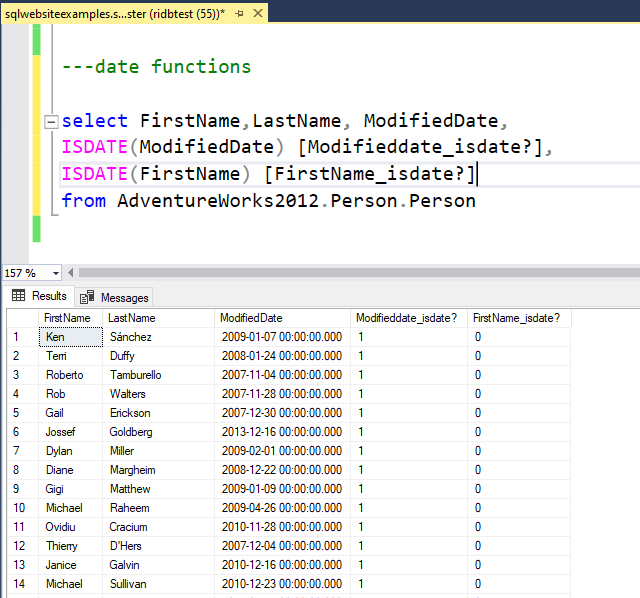 sqlwebsiteexamples.s...ster (ridbtest (55))*
---date functions
select FirstName,LastName, ModifiedDate,
ISDATE(ModifiedDate) [Modifieddate_isdate?],
ISDATE(FirstName) [FirstName_isdate?]
from AdventureWorks2012.Person.Person
157 %
Results Messages
FirstName LastName ModifiedDate Modifieddate_isdate? FirstName_isdate?
1 Ken Sánchez 2009-01-07 00:00:00.000 1 0
2 Terri Duffy 2008-01-24 00:00:00.000 1 0
3 Roberto Tamburello 2007-11-04 00:00:00.000 1 0
4 Rob Walters 2007-11-28 00:00:00.000 1 0
5 Gail Erickson 2007-12-30 00:00:00.000 1 0
6 Jossef Goldberg 2013-12-16 00:00:00.000 1 0
7 Dylan Miller 2009-02-01 00:00:00.000 1 0
8 Diane Margheim 2008-12-22 00:00:00.000 1 0
9 Gigi Matthew 2009-01-09 00:00:00.000 1 0
10 Michael Raheem 2009-04-26 00:00:00.000 1 0
11 Ovidiu Cracium 2010-11-28 00:00:00.000 1 0
12 Thierry D'Hers 2007-12-04 00:00:00.000 1 0
13 Janice Galvin 2010-12-16 00:00:00.000 1 0
14 Michael Sullivan 2010-12-23 00:00:00.000 1 0